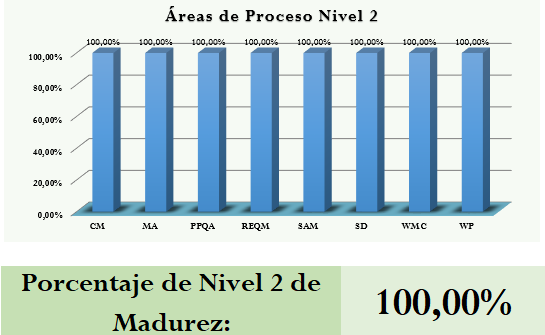 Áreas de Proceso Nivel 2
100,00% 100,00% 100,00% 100,00% 100,00% 100,00% 100,00% 100,00%
100,00%
80,00%
60,00%
40,00%
20,00%
0,00%
CM MA PPQA REQM SAM SD WMC WP
Porcentaje de Nivel 2 de
Madurez:
100,00%